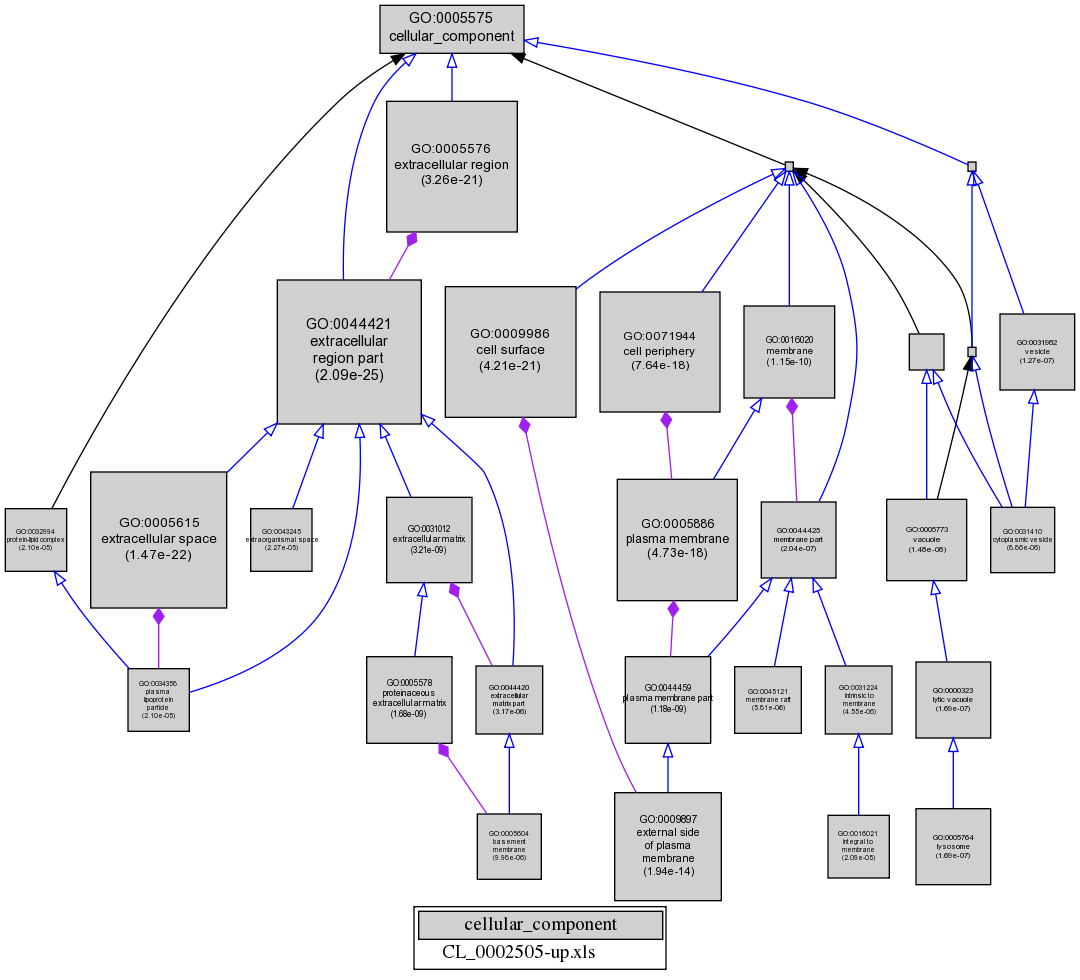 GO:0005575
cellular_component
GO:0005576
extracellular region
(3.26e-21)
GO:0044421
extracellular
region part
(2.09e-25)
GO:0009986
cell surface
(4.21e-21)
GO:0071944
cell periphery
(7.64e-18)
GO:0016020
membrane
(1.15e-10)
GO:0031982
vesicle
(1.27e-07)
GO:0032994
protein-lipid complex
(2.10e-05)
GO:0005615
extracellular space
(1.47e-22)
GO:0043245
extraorganismal space
(2.27e-05)
GO:0031012
extracellular matrix
(3.21e-09)
GO:0005886
plasma membrane
(4.73e-18)
GO:0044425
membrane part
(2.04e-07)
GO:0005773
vacuole
(1.48e-08)
GO:0031410
cytoplasmic vesicle
(6.66e-06)
GO:0034358
plasma
lipoprotein
particle
(2.10e-05)
GO:0005578
proteinaceous
extracellular matrix
(1.68e-09)
GO:0044420
extracellular
matrix part
(3.17e-06)
GO:0044459
plasma membrane part
(1.18e-09)
GO:0045121
membrane raft
(5.61e-06)
GO:0031224
intrinsic to
membrane
(4.55e-06)
GO:0000323
lytic vacuole
(1.69e-07)
GO:0005604
basement
membrane
(9.96e-06)
GO:0009897
external side
of plasma
membrane
(1.94e-14)
GO:0016021
integral to
membrane
(2.09e-05)
GO:0005764
lysosome
(1.69e-07)
cellular_component
CL_0002505-up.xls